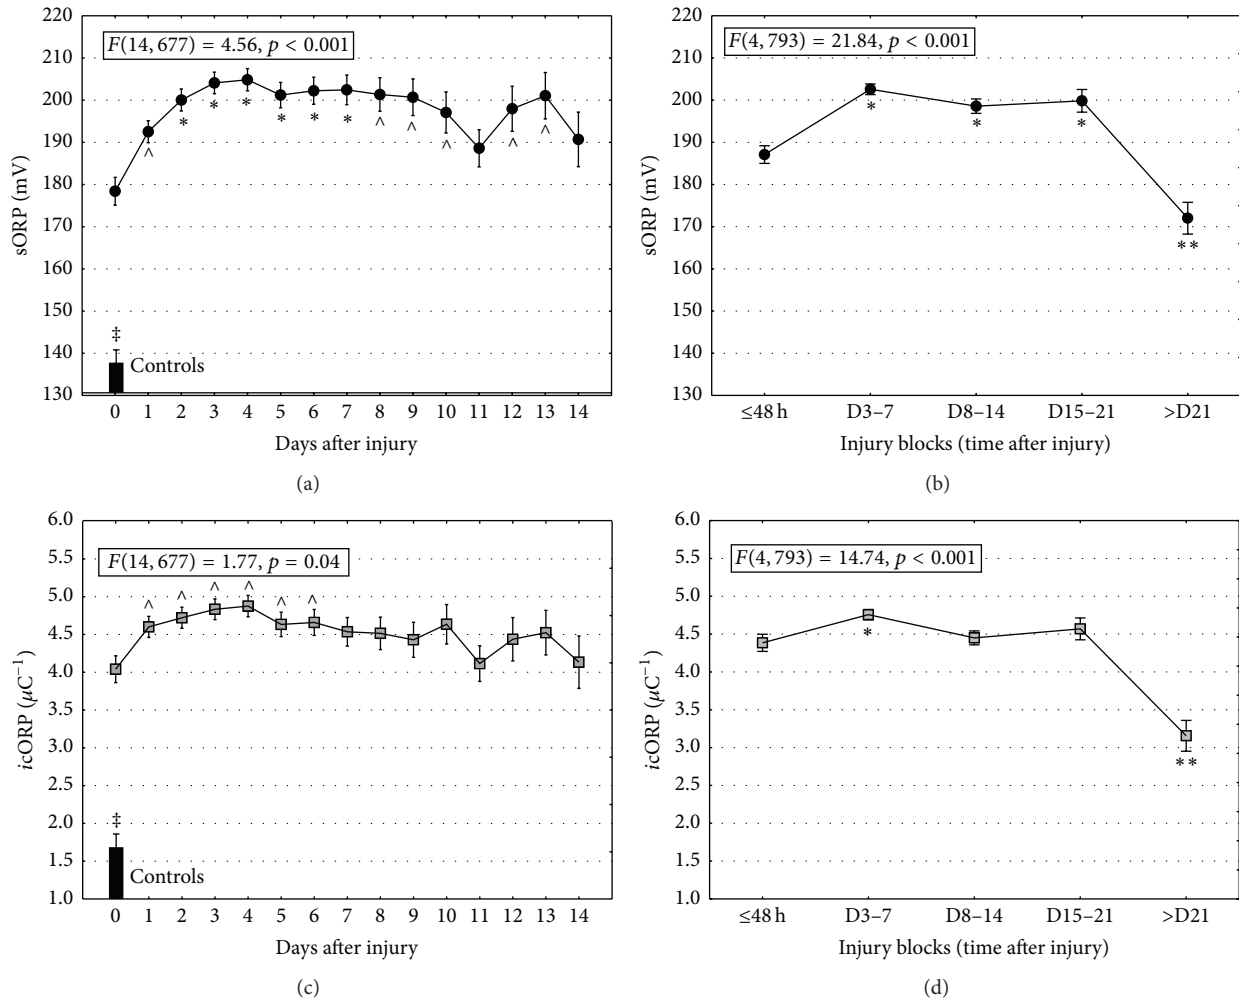 F(14, 677) = 4.56, p < 0.001
220
210
200
190
180
170
160
150
140
130
sORP (mV)
^ * * * * * * ^ ^ ^ ^ ^
‡
Controls
0 1 2 3 4 5 6 7 8 9 10 11 12 13 14
Days after injury
(a)
F(4, 793) = 21.84, p < 0.001
220
210
200
190
180
170
160
150
140
130
sORP (mV)
* * * **
≤48 h D3–7 D8–14 D15–21 >D21
Injury blocks (time after injury)
(b)
F(14, 677) = 1.77, p = 0.04
6.0
5.5
5.0
4.5
4.0
3.5
3.0
2.5
2.0
1.5
1.0
icORP (μC⁻¹)
^ ^ ^ ^ ^ ^
‡
Controls
0 1 2 3 4 5 6 7 8 9 10 11 12 13 14
Days after injury
(c)
F(4, 793) = 14.74, p < 0.001
6.0
5.5
5.0
4.5
4.0
3.5
3.0
2.5
2.0
1.5
1.0
icORP (μC⁻¹)
* **
≤48 h D3–7 D8–14 D15–21 >D21
Injury blocks (time after injury)
(d)